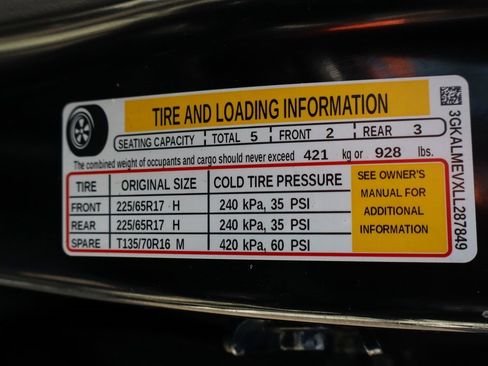 TIRE AND LOADING INFORMATION
SEATING CAPACITY TOTAL 5 FRONT 2 REAR 3
The combined weight of occupants and cargo should never exceed 421 kg or 928 lbs.
TIRE ORIGINAL SIZE COLD TIRE PRESSURE
FRONT 225/65R17 H 240 kPa, 35 PSI
REAR 225/65R17 H 240 kPa, 35 PSI
SPARE T135/70R16 M 420 kPa, 60 PSI
SEE OWNER'S
MANUAL FOR
ADDITIONAL
INFORMATION
3GKALMEVXLL287849